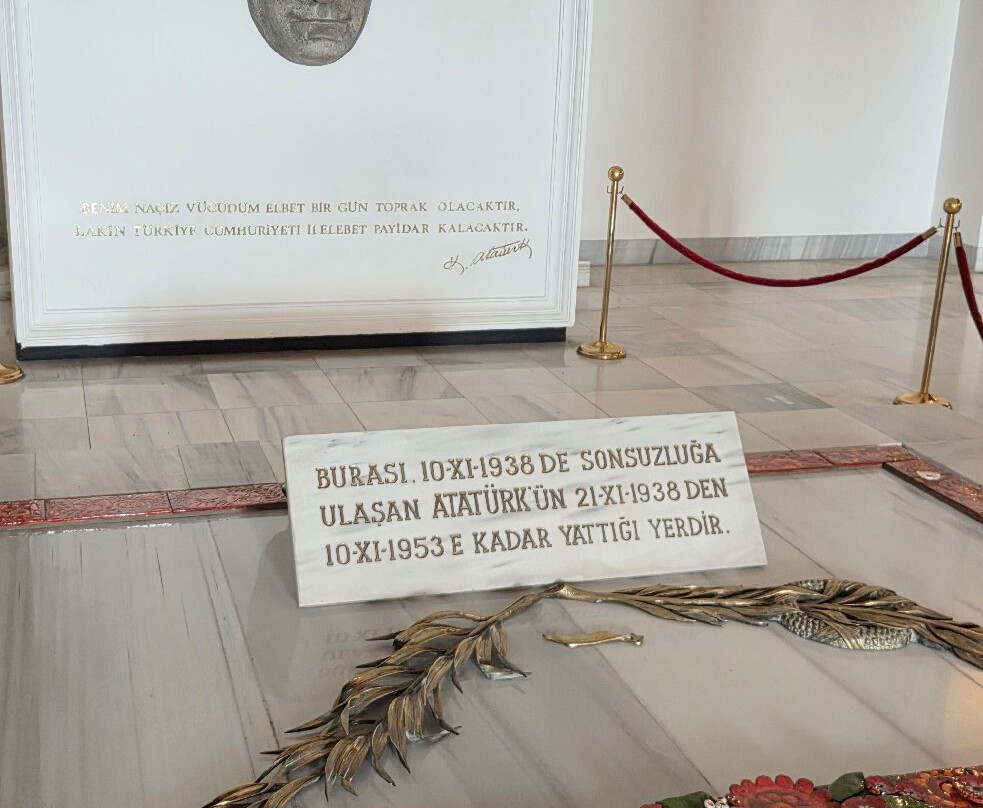 BENİM NAÇİZ VÜCUDUM ELBET BİR GÜN TOPRAK OLACAKTIR,
LAKİN TÜRKİYE CUMHURİYETİ İLELEBET PAYİDAR KALACAKTIR.
K. Atatürk
BURASI. 10-XI-1938 DE SONSUZLUĞA
ULAŞAN ATATÜRK'ÜN 21-XI-1938 DEN
10-XI-1953 E KADAR YATTIĞI YERDİR.